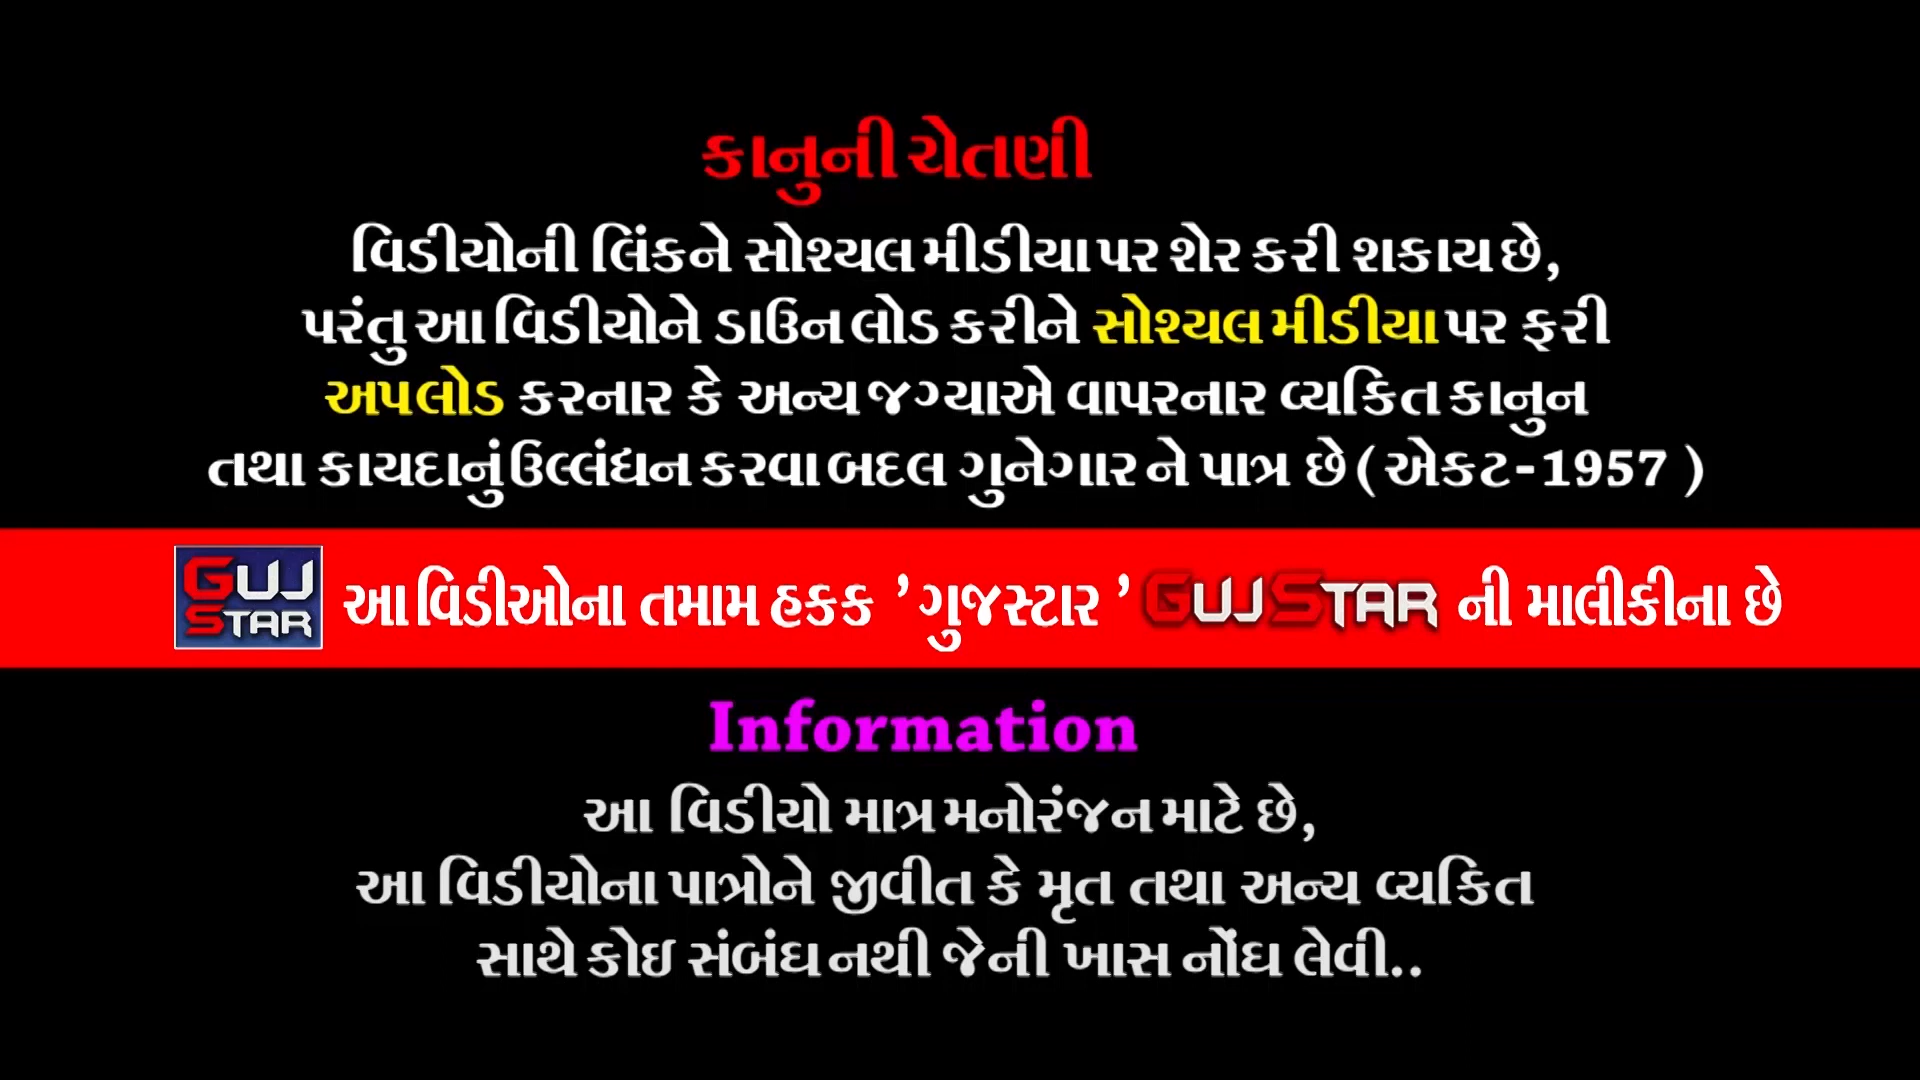 કાનુની ચેતણી
વિડીયોની લિંકને સોશ્યલ મીડીયા પર શેર કરી શકાય છે,
પરંતુ આ વિડીયોને ડાઉન લોડ કરીને સોશ્યલ મીડીયા પર ફરી
અપલોડ કરનાર કે અન્ય જગ્યાએ વાપરનાર વ્યકિત કાનુન
તથા કાયદાનું ઉલ્લંઘન કરવા બદલ ગુનેગાર ને પાત્ર છે ( એકટ-1957 )
GUJ STAR આ વિડીઓના તમામ હકક ’ ગુજસ્ટાર ’ GUJ STAR ની માલીકીના છે
Information
આ વિડીયો માત્ર મનોરંજન માટે છે,
આ વિડીયોના પાત્રોને જીવીત કે મૃત તથા અન્ય વ્યકિત
સાથે કોઇ સંબંઘ નથી જેની ખાસ નોંઘ લેવી..